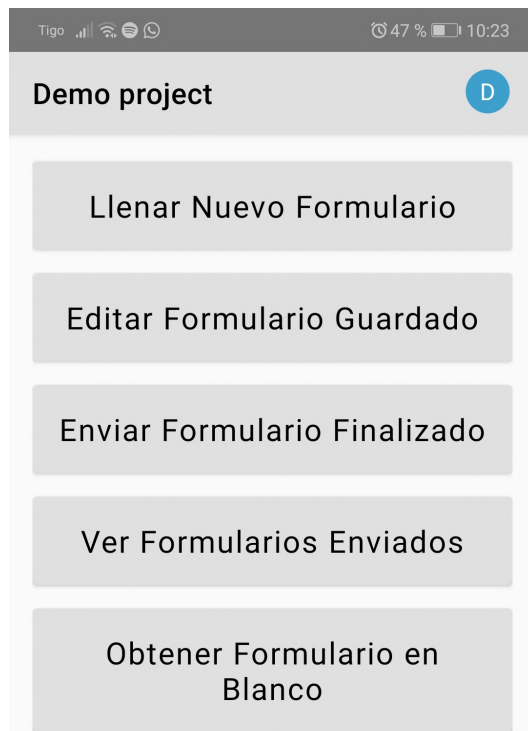 Tigo 47 % 10:23
Demo project D
Llenar Nuevo Formulario
Editar Formulario Guardado
Enviar Formulario Finalizado
Ver Formularios Enviados
Obtener Formulario en
Blanco